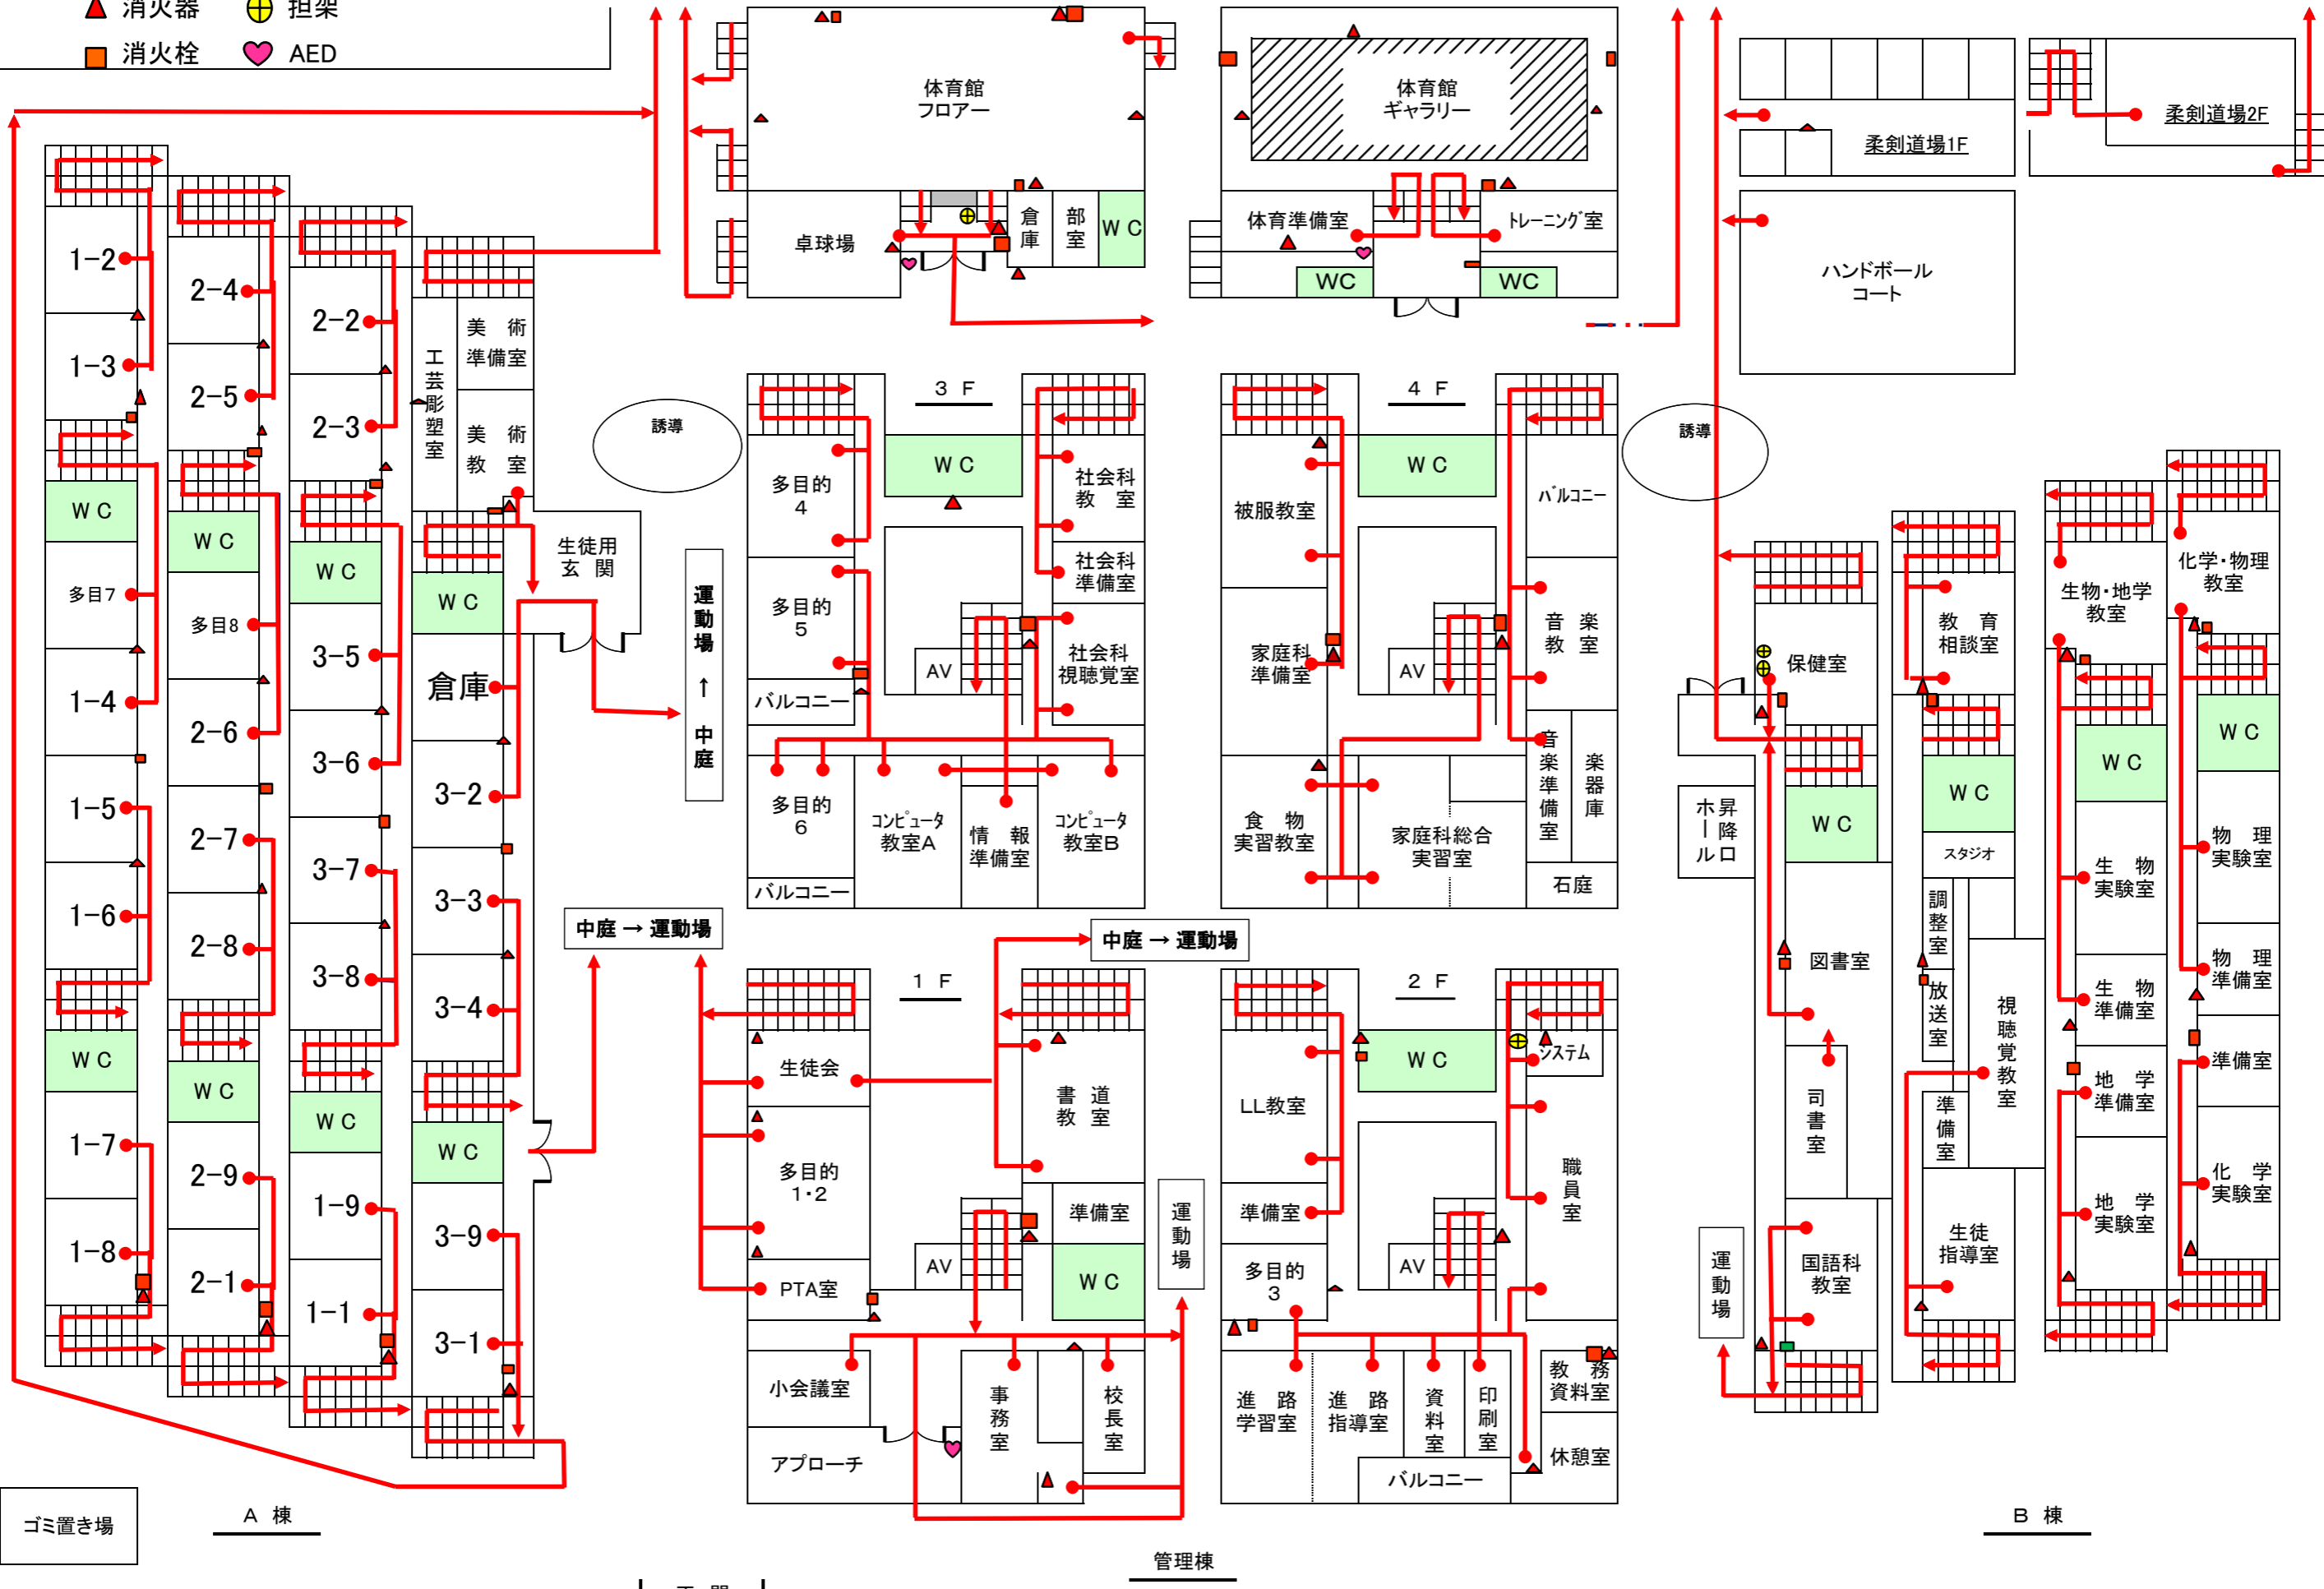 消火器
担架
消火栓
AED
体育館
フロアー
卓球場
倉庫
部室
WC
体育館
ギャラリー
体育準備室
トレーニング室
WC
WC
柔剣道場1F
柔剣道場2F
ハンドボール
コート
1-2
1-3
WC
多目7
1-4
1-5
1-6
WC
1-7
1-8
2-4
2-5
WC
多目8
2-6
2-7
2-8
WC
2-9
2-1
2-2
2-3
WC
3-5
3-6
3-7
3-8
WC
1-9
1-1
工芸彫塑室
美術
準備室
美術
教室
生徒用
玄関
WC
倉庫
3-2
3-3
3-4
WC
3-9
3-1
誘導
運動場 ↑ 中庭
中庭 → 運動場
3F
WC
多目的
4
多目的
5
バルコニー
多目的
6
バルコニー
AV
社会科
教室
社会科
準備室
社会科
視聴覚室
コンピュータ
教室A
情報
準備室
コンピュータ
教室B
4F
WC
被服教室
家庭科
準備室
AV
バルコニー
音楽
教室
音楽準備室
楽器庫
石庭
食物
実習教室
家庭科総合
実習室
誘導
中庭 → 運動場
1F
生徒会
多目的
1・2
PTA室
書道
教室
準備室
AV
WC
運動場
小会議室
アプローチ
事務室
校長室
2F
WC
LL教室
準備室
多目的
3
AV
システム
職員室
進路
学習室
進路
指導室
資料室
印刷室
バルコニー
教務
資料室
休憩室
保健室
昇降口
ホール
WC
図書室
司書室
国語科
教室
運動場
教育
相談室
WC
スタジオ
調整室
放送室
視聴覚教室
準備室
生徒
指導室
生物・地学
教室
WC
生物
実験室
生物
準備室
地学
準備室
地学
実験室
化学・物理
教室
WC
物理
実験室
物理
準備室
準備室
化学
実験室
ゴミ置き場
A棟
管理棟
B棟